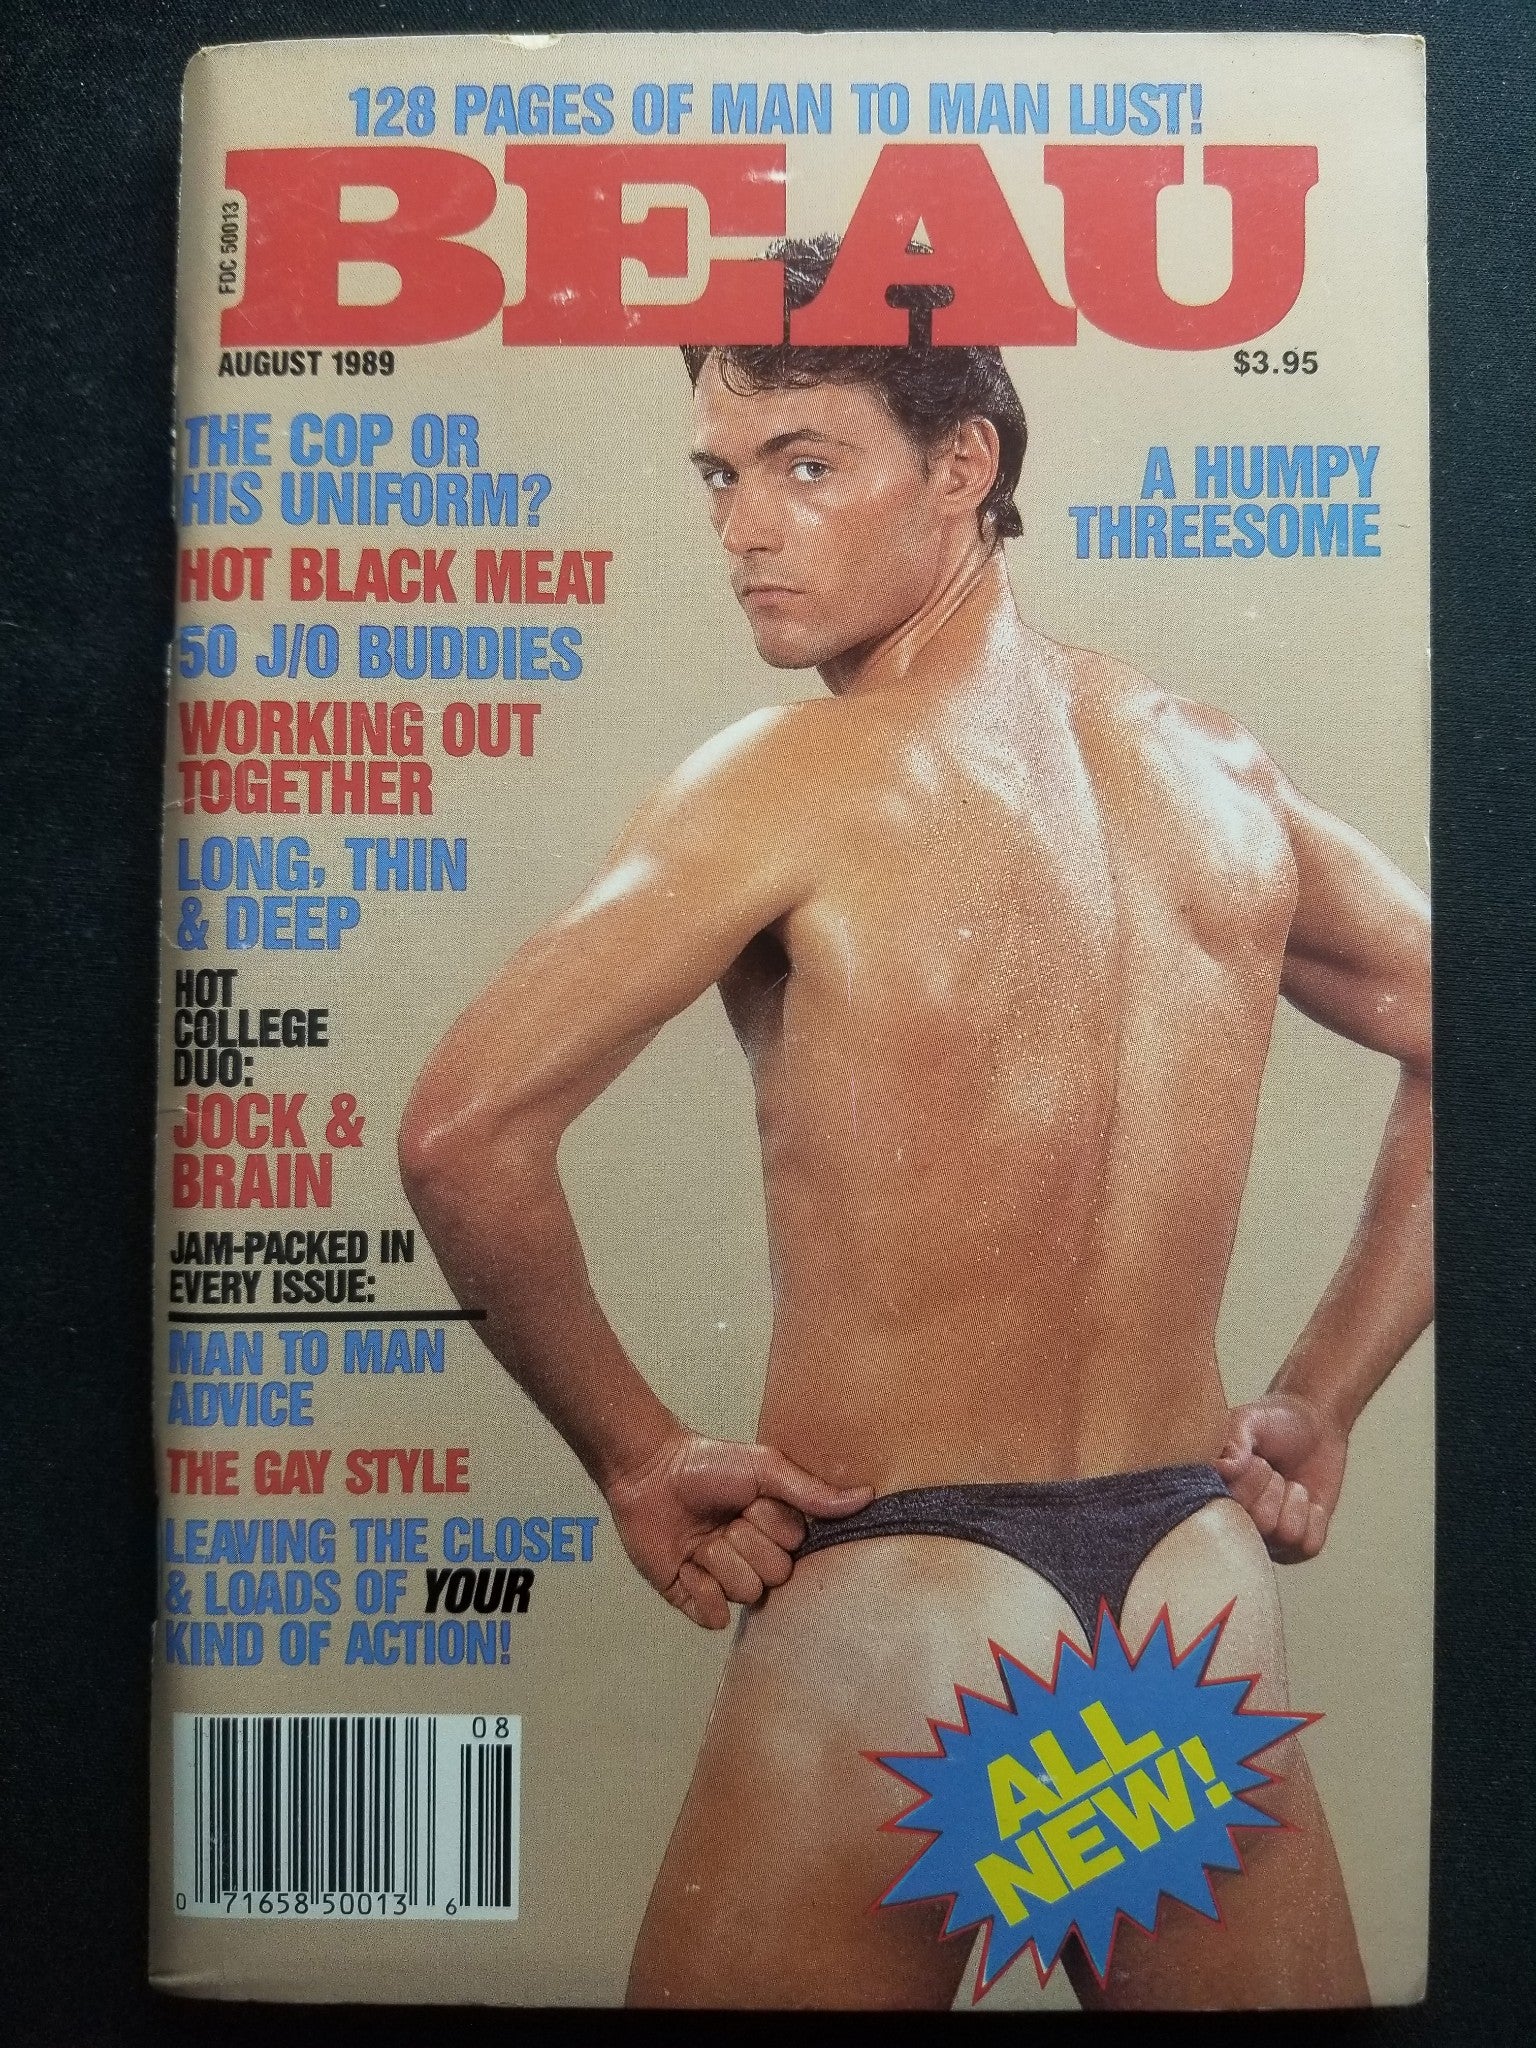 128 PAGES OF MAN TO MAN LUST!
BEAU
FDC 50013
AUGUST 1989
$3.95
THE COP OR
HIS UNIFORM?
HOT BLACK MEAT
50 J/O BUDDIES
WORKING OUT
TOGETHER
LONG, THIN
& DEEP
HOT
COLLEGE
DUO:
JOCK &
BRAIN
JAM-PACKED IN
EVERY ISSUE:
MAN TO MAN
ADVICE
THE GAY STYLE
LEAVING THE CLOSET
& LOADS OF YOUR
KIND OF ACTION!
A HUMPY
THREESOME
ALL
NEW!
08
0 71658 50013 6